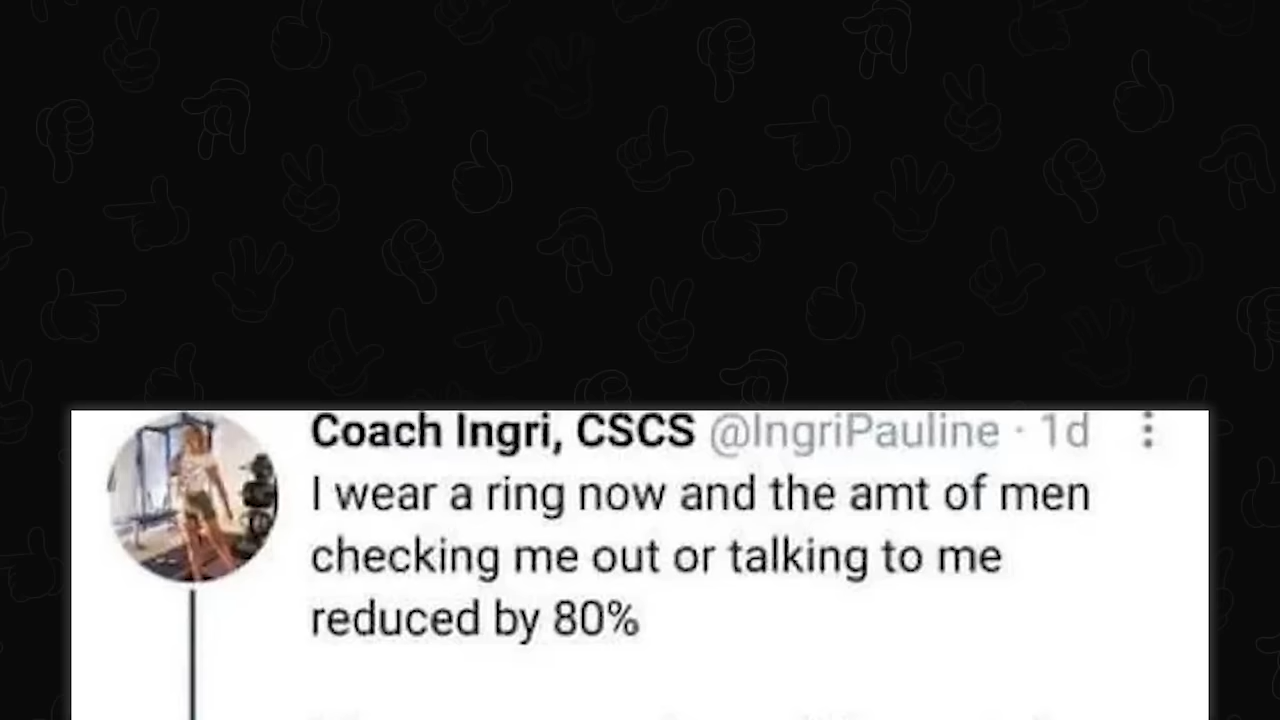 Coach Ingri, CSCS @IngriPauline · 1d
I wear a ring now and the amt of men
checking me out or talking to me
reduced by 80%